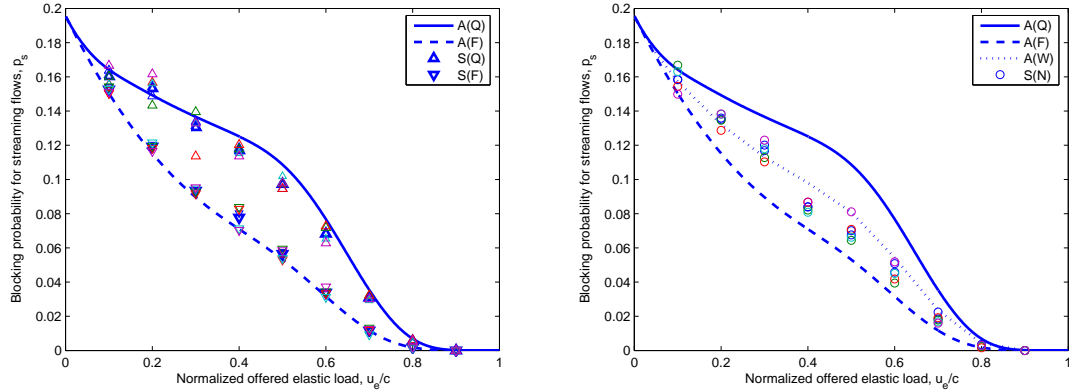 Blocking probability for streaming flows, p_s
0.2
0.18
0.16
0.14
0.12
0.1
0.08
0.06
0.04
0.02
0
0 0.2 0.4 0.6 0.8 1
Normalized offered elastic load, u_e/c
A(Q)
A(F)
S(Q)
S(F)
Blocking probability for streaming flows, p_s
0.2
0.18
0.16
0.14
0.12
0.1
0.08
0.06
0.04
0.02
0
0 0.2 0.4 0.6 0.8 1
Normalized offered elastic load, u_e/c
A(Q)
A(F)
A(W)
S(N)